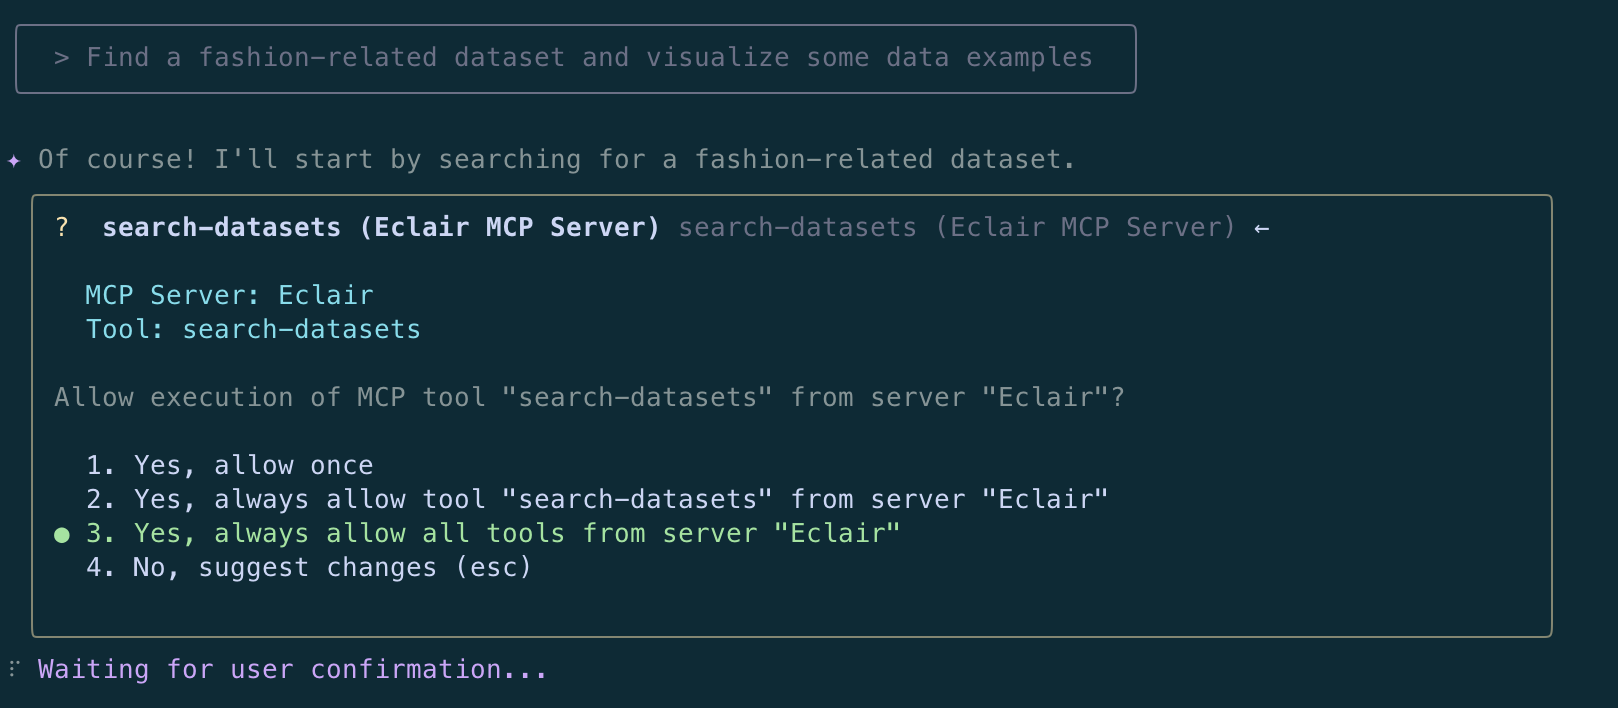 > Find a fashion-related dataset and visualize some data examples
✦ Of course! I'll start by searching for a fashion-related dataset.
? search-datasets (Eclair MCP Server) search-datasets (Eclair MCP Server) ←
MCP Server: Eclair
Tool: search-datasets
Allow execution of MCP tool "search-datasets" from server "Eclair"?
1. Yes, allow once
2. Yes, always allow tool "search-datasets" from server "Eclair"
● 3. Yes, always allow all tools from server "Eclair"
4. No, suggest changes (esc)
Waiting for user confirmation...